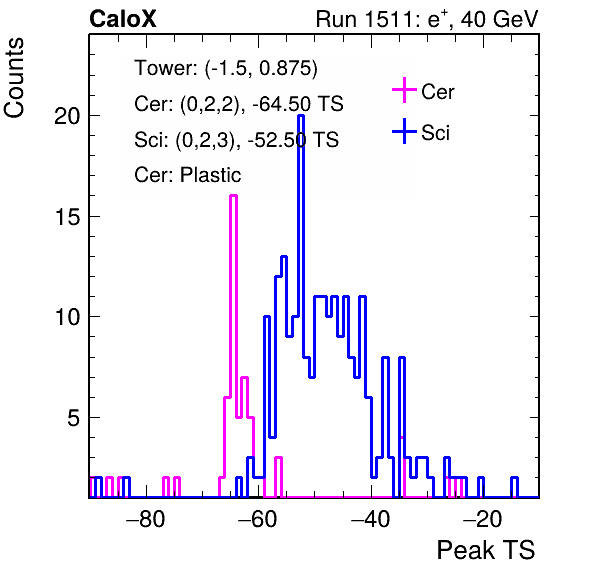 CaloX
Run 1511: e+, 40 GeV
Counts
Tower: (-1.5, 0.875)
Cer: (0,2,2), -64.50 TS
Sci: (0,2,3), -52.50 TS
Cer: Plastic
Cer
Sci
20
15
10
5
−80 −60 −40 −20
Peak TS